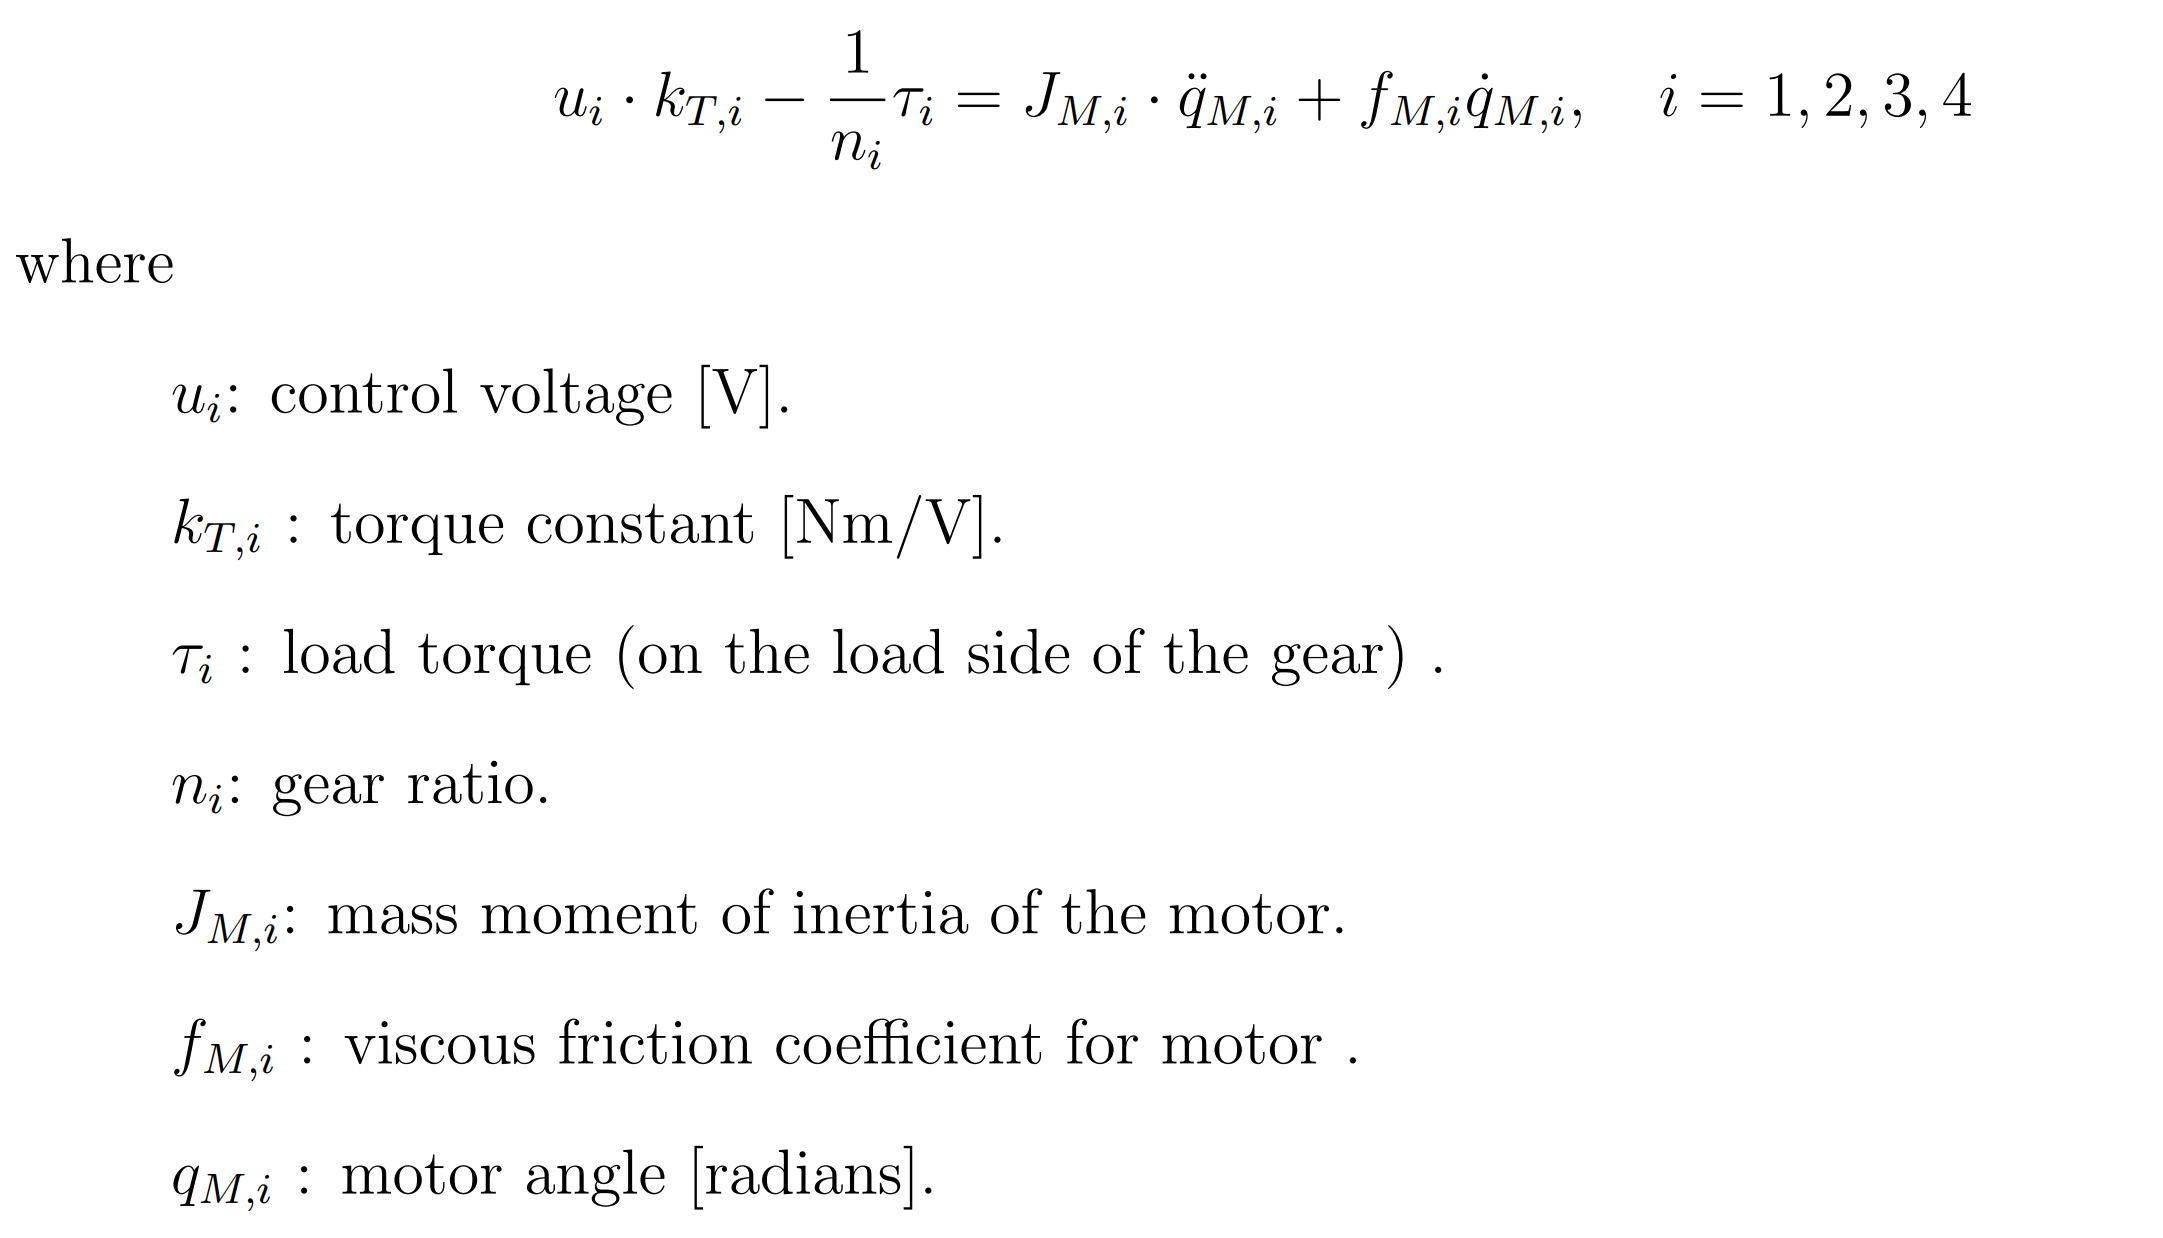 $u_i \cdot k_{T,i} - \frac{1}{n_i}\tau_i = J_{M,i} \cdot \ddot{q}_{M,i} + f_{M,i}\dot{q}_{M,i}, \quad i = 1, 2, 3, 4$
where
$u_i$: control voltage [V].
$k_{T,i}$ : torque constant [Nm/V].
$\tau_i$ : load torque (on the load side of the gear) .
$n_i$: gear ratio.
$J_{M,i}$: mass moment of inertia of the motor.
$f_{M,i}$ : viscous friction coefficient for motor .
$q_{M,i}$ : motor angle [radians].